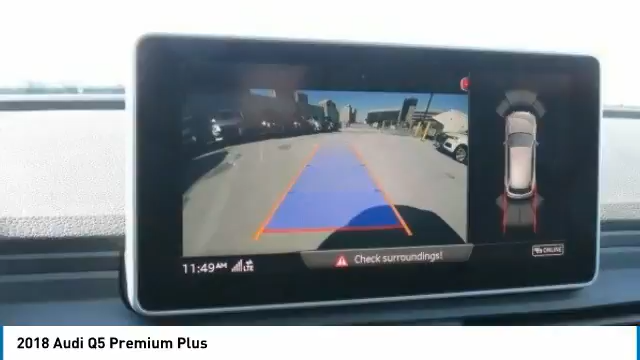 11:49 AM LTE
Check surroundings!
ONLINE
2018 Audi Q5 Premium Plus